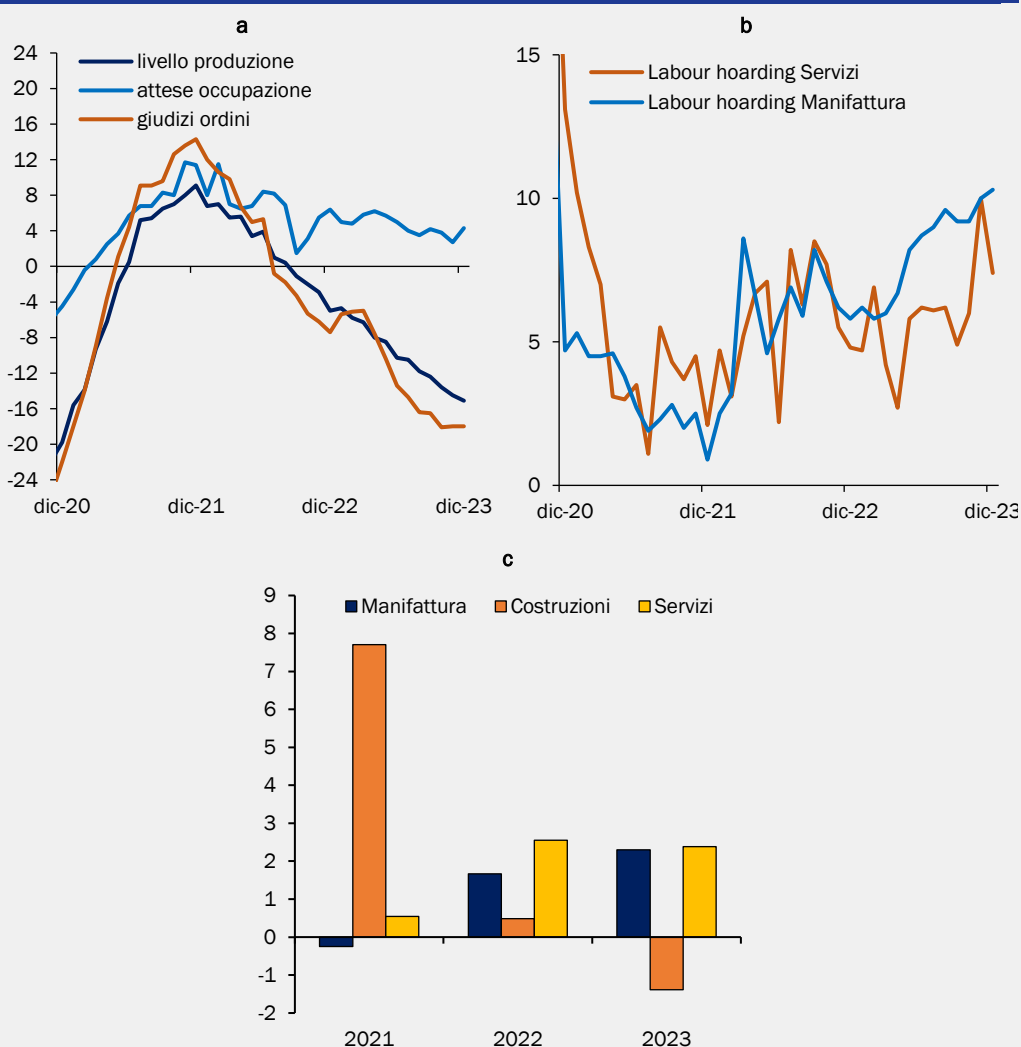 a
24
20
16
12
8
4
0
-4
-8
-12
-16
-20
-24
livello produzione
attese occupazione
giudizi ordini
dic-20 dic-21 dic-22 dic-23
b
15
10
5
0
Labour hoarding Servizi
Labour hoarding Manifattura
dic-20 dic-21 dic-22 dic-23
c
9
8
7
6
5
4
3
2
1
0
-1
-2
Manifattura Costruzioni Servizi
2021 2022 2023